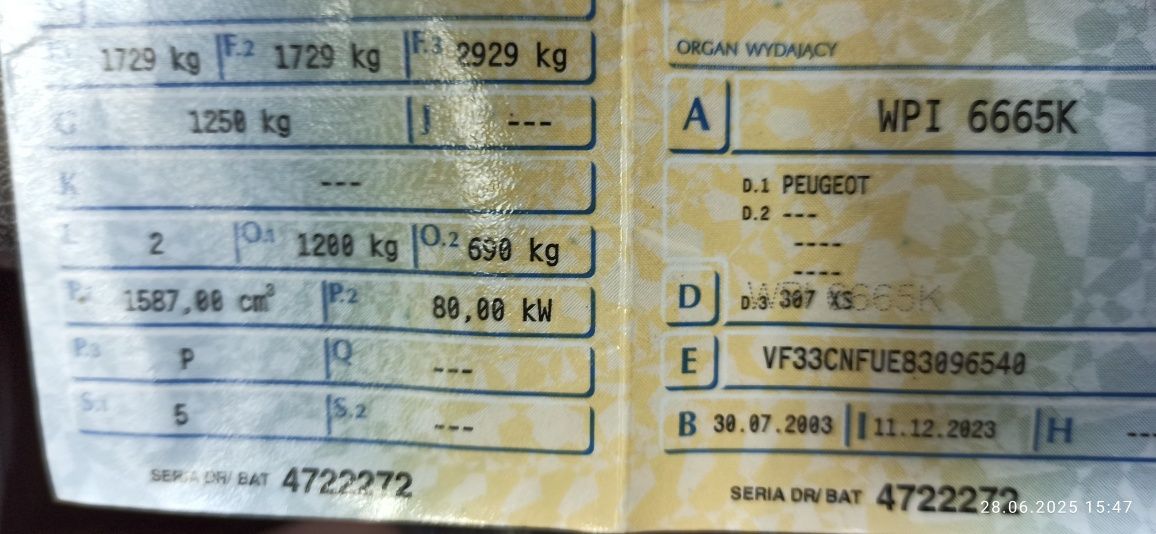 1729 kg F.2 1729 kg F.3 2929 kg
G 1250 kg J ---
K ---
L 2 O.1 1200 kg O.2 690 kg
P.1 1587,00 cm³ P.2 80,00 kW
P.3 P Q ---
S.1 5 S.2 ---
SERIA DR/ BAT 4722272
ORGAN WYDAJĄCY
A WPI 6665K
D.1 PEUGEOT
D.2 ---
----
----
D D.3 307 XS
WPI 6665K
E VF33CNFUE83096540
B 30.07.2003 I 11.12.2023 H ---
SERIA DR/ BAT 4722272
28.06.2025 15:47